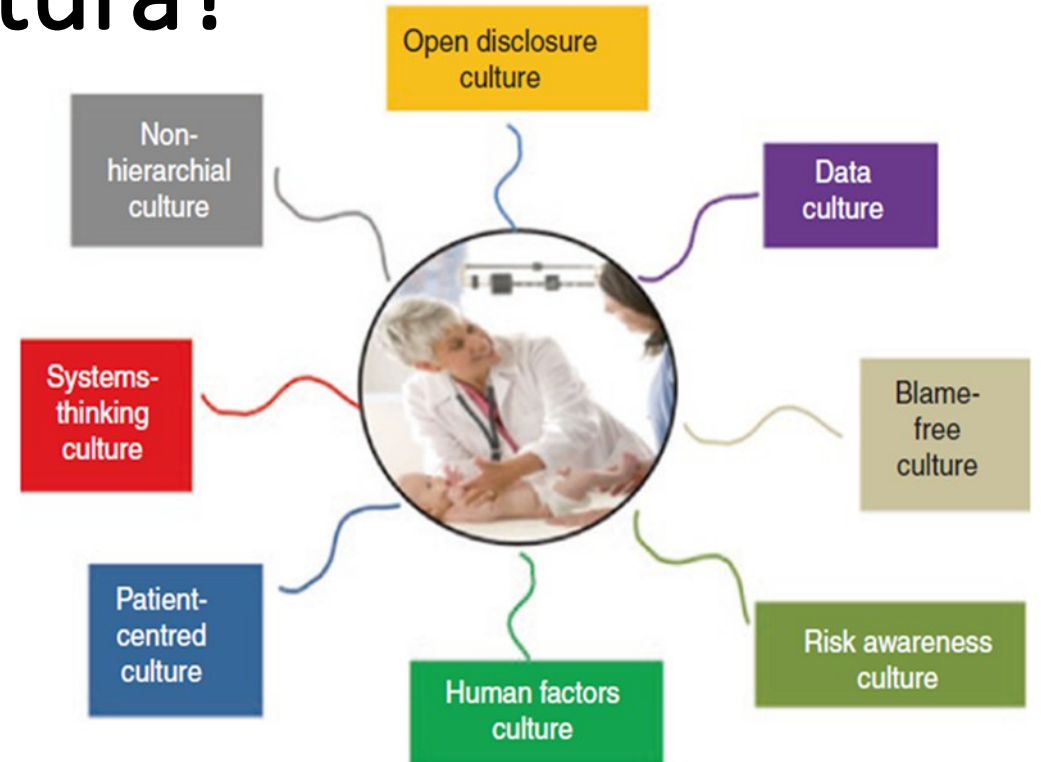 tura?
Open disclosure
culture
Non-
hierarchial
culture
Data
culture
Systems-
thinking
culture
Blame-
free
culture
Patient-
centred
culture
Risk awareness
culture
Human factors
culture